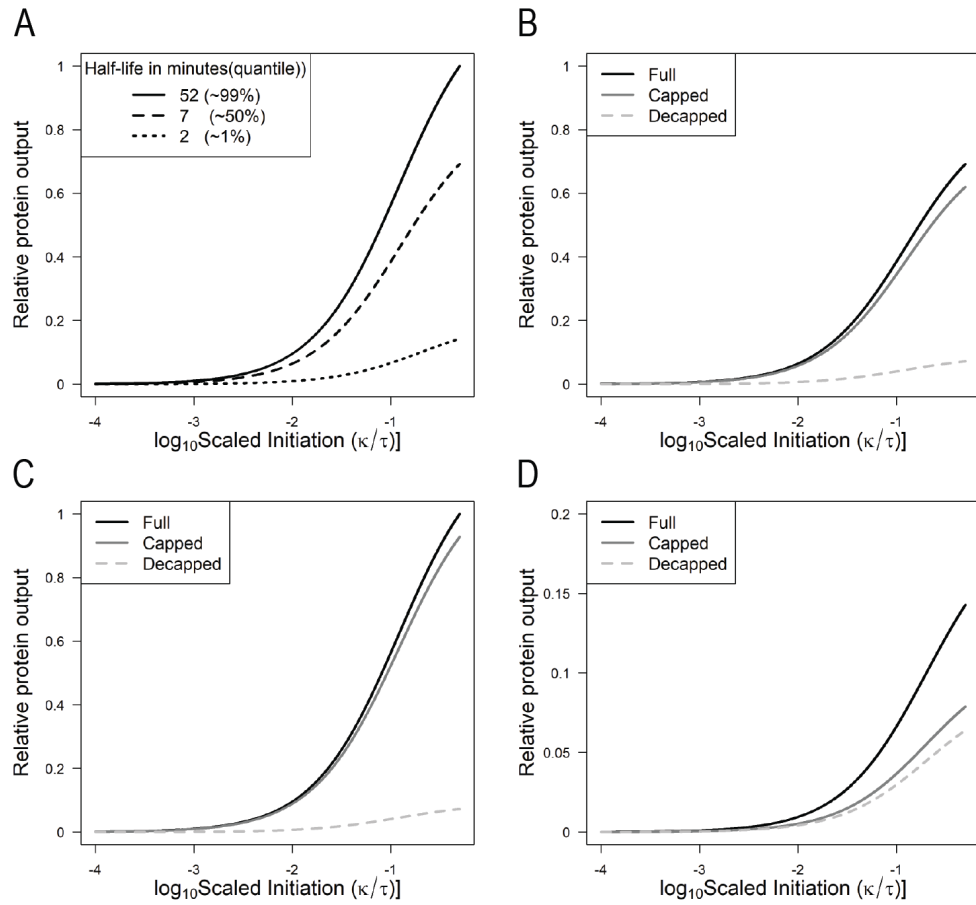 A
Half-life in minutes(quantile))
52 (~99%)
7 (~50%)
2 (~1%)
1
0.8
0.6
0.4
0.2
0
Relative protein output
-4 -3 -2 -1
log₁₀Scaled Initiation (κ/τ)]
B
Full
Capped
Decapped
1
0.8
0.6
0.4
0.2
0
Relative protein output
-4 -3 -2 -1
log₁₀Scaled Initiation (κ/τ)]
C
Full
Capped
Decapped
1
0.8
0.6
0.4
0.2
0
Relative protein output
-4 -3 -2 -1
log₁₀Scaled Initiation (κ/τ)]
D
Full
Capped
Decapped
0.2
0.15
0.1
0.05
0
Relative protein output
-4 -3 -2 -1
log₁₀Scaled Initiation (κ/τ)]